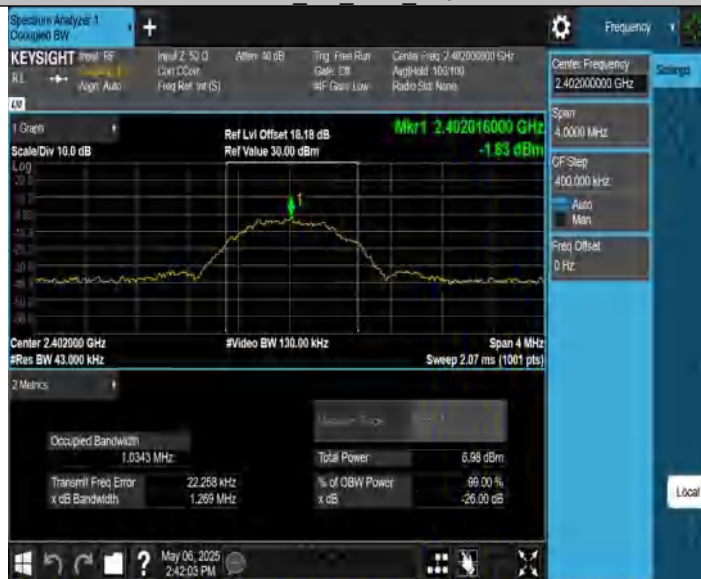 Spectrum Analyzer 1
Occupied BW
Frequency
KEYSIGHT Input: RF
R L
Align: Auto
Input Z: 50 Ω
Corr CCorr
Freq Ref: Int (S)
Atten: 40 dB
Trig: Free Run
Gate: Off
#IF Gain: Low
Center Freq: 2.402000000 GHz
Avg|Hold: 100/100
Radio Std: None
Center Frequency
2.402000000 GHz
Settings
Span
4.0000 MHz
CF Step
400.000 kHz
Auto
Man
Freq Offset
0 Hz
1 Graph
Scale/Div 10.0 dB
Ref Lvl Offset 18.18 dB
Ref Value 30.00 dBm
Mkr1 2.402016000 GHz
-1.83 dBm
Log
1
Center 2.402000 GHz
#Res BW 43.000 kHz
#Video BW 130.00 kHz
Span 4 MHz
Sweep 2.07 ms (1001 pts)
2 Metrics
Occupied Bandwidth
1.0343 MHz
Transmit Freq Error
22.258 kHz
x dB Bandwidth
1.269 MHz
Total Power
6.98 dBm
% of OBW Power
99.00 %
x dB
-26.00 dB
Local
?
May 06, 2025
2:42:03 PM